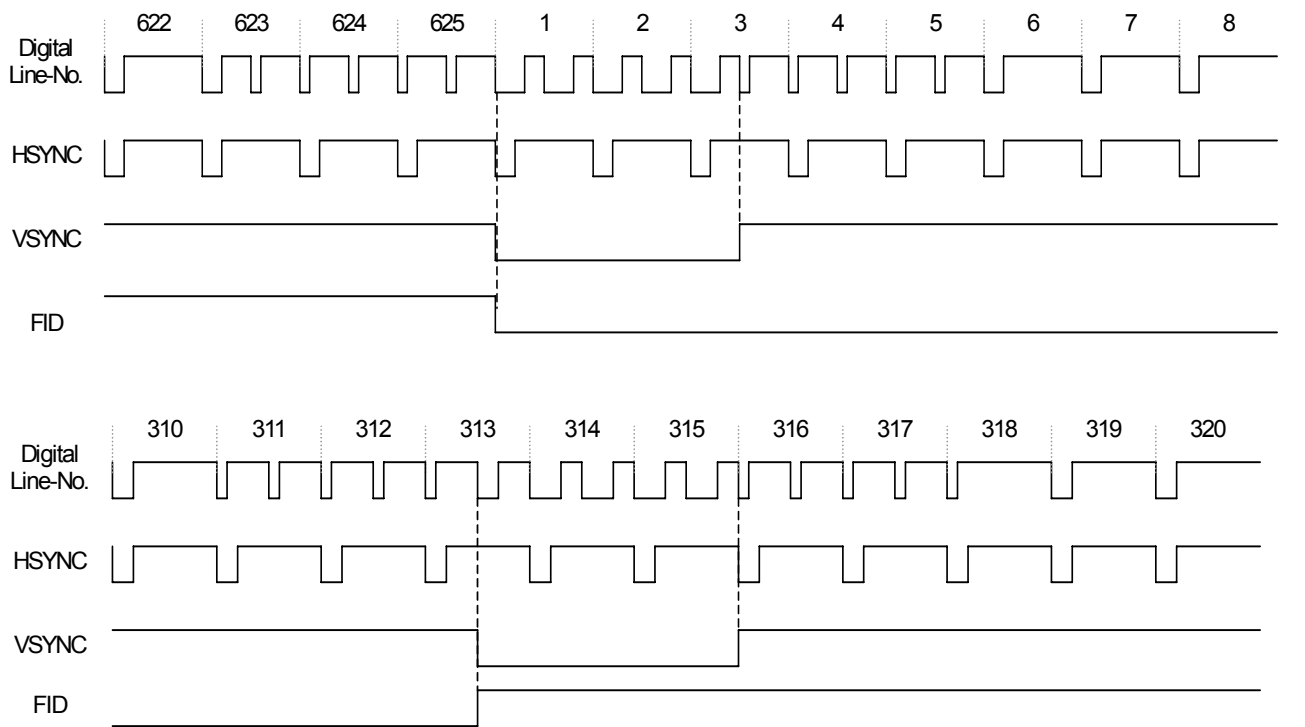 622 623 624 625 1 2 3 4 5 6 7 8
Digital
Line-No.
HSYNC
VSYNC
FID
310 311 312 313 314 315 316 317 318 319 320
Digital
Line-No.
HSYNC
VSYNC
FID